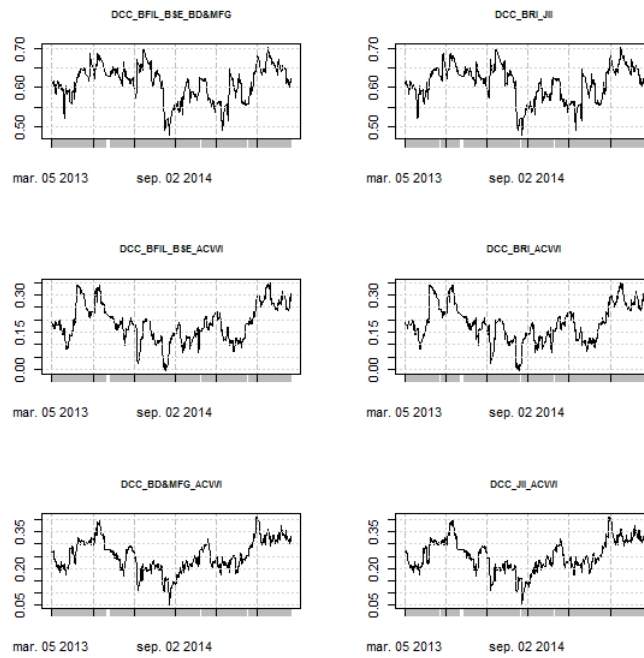 DCC_BFIL_BSE_BD&MFG
DCC_BRI_JII
0.70
0.60
0.50
0.70
0.60
0.50
mar. 05 2013
sep. 02 2014
mar. 05 2013
sep. 02 2014
DCC_BFIL_BSE_ACWI
DCC_BRI_ACWI
0.30
0.15
0.00
0.30
0.15
0.00
mar. 05 2013
sep. 02 2014
mar. 05 2013
sep. 02 2014
DCC_BD&MFG_ACWI
DCC_JII_ACWI
0.35
0.20
0.05
0.35
0.20
0.05
mar. 05 2013
sep. 02 2014
mar. 05 2013
sep. 02 2014